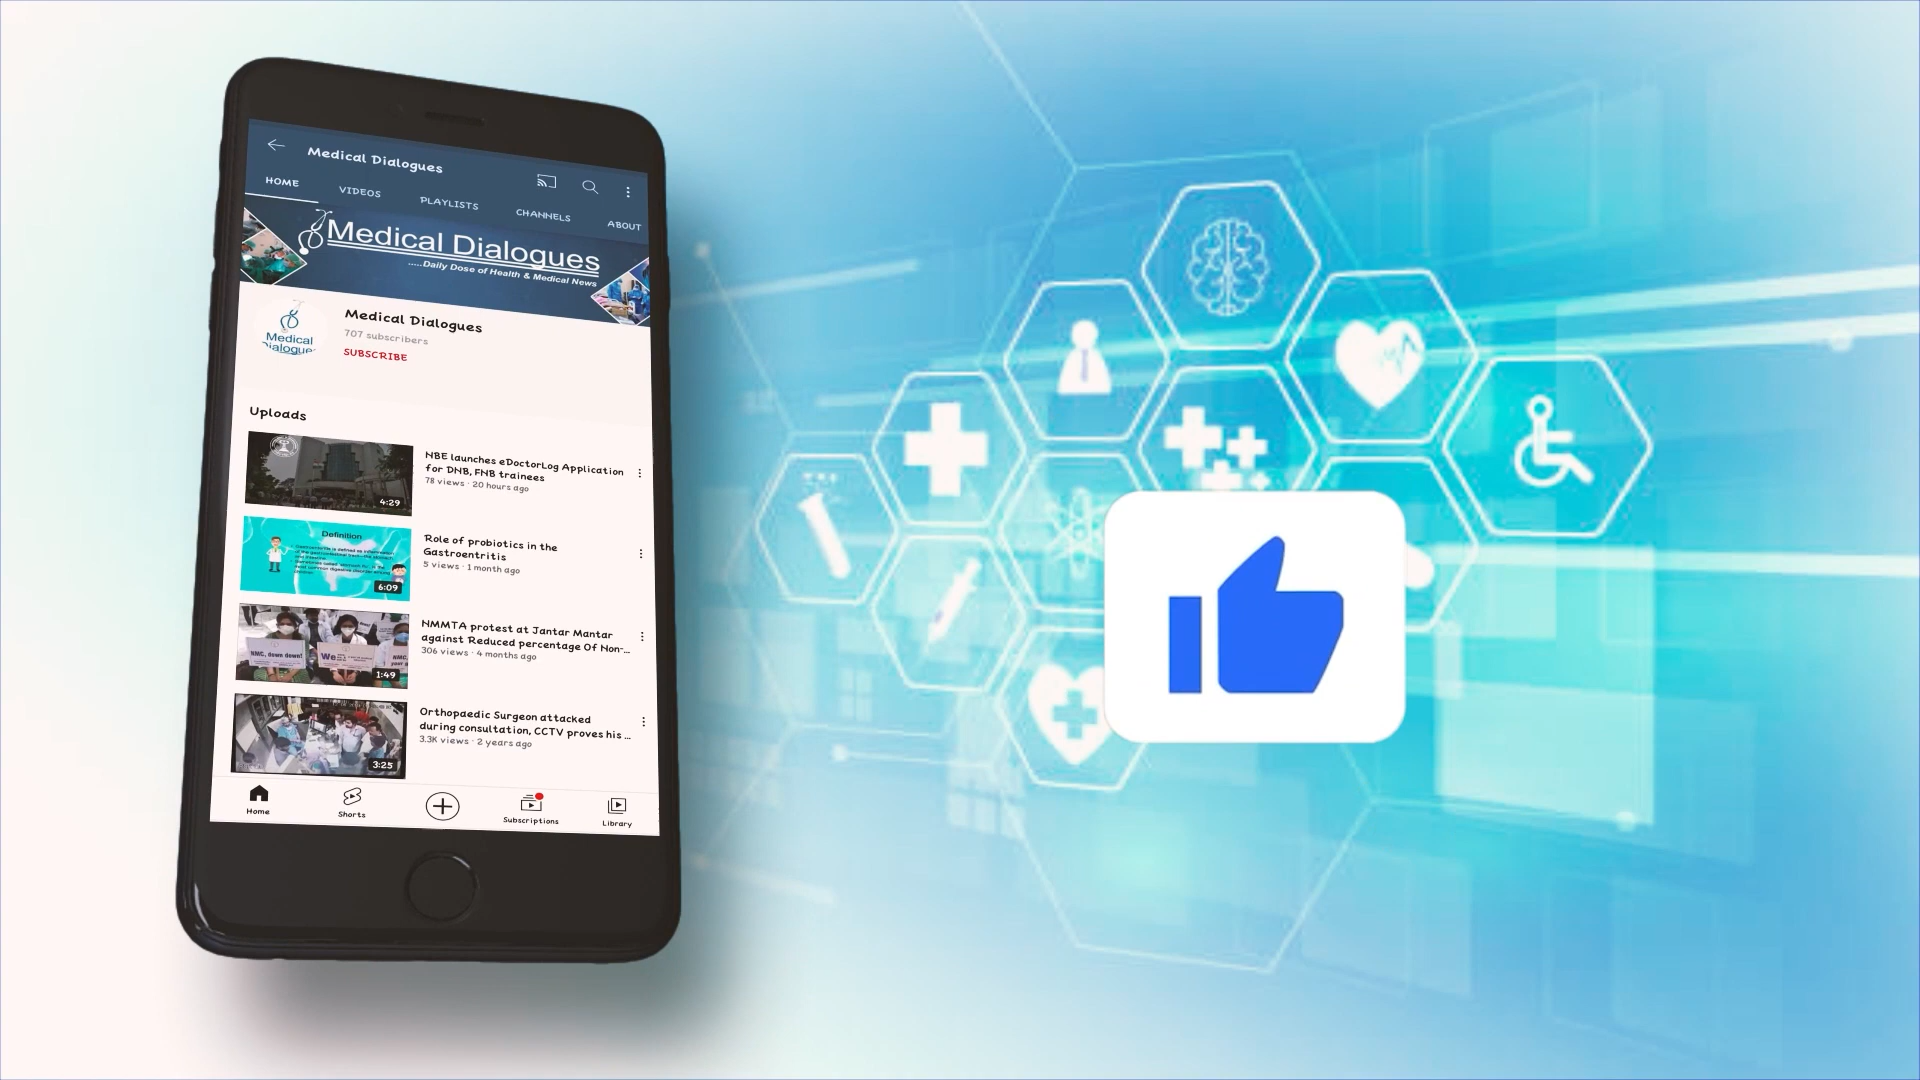 Medical Dialogues
HOME VIDEOS PLAYLISTS CHANNELS ABOUT
Medical Dialogues
.....Daily Dose of Health & Medical News
Medical Dialogues
707 subscribers
SUBSCRIBE
Medical
Uploads
NBE launches eDoctorLog Application
for DNB, FNB trainees
78 views · 20 hours ago
4:29
Definition
Role of probiotics in the
Gastroentritis
5 views · 1 month ago
6:09
NMMTA protest at Jantar Mantar
against Reduced percentage Of Non-...
306 views · 4 months ago
NMC, down down!
We
1:49
Orthopaedic Surgeon attacked
during consultation, CCTV proves his ...
3.3K views · 2 years ago
3:25
Home Shorts Subscriptions Library